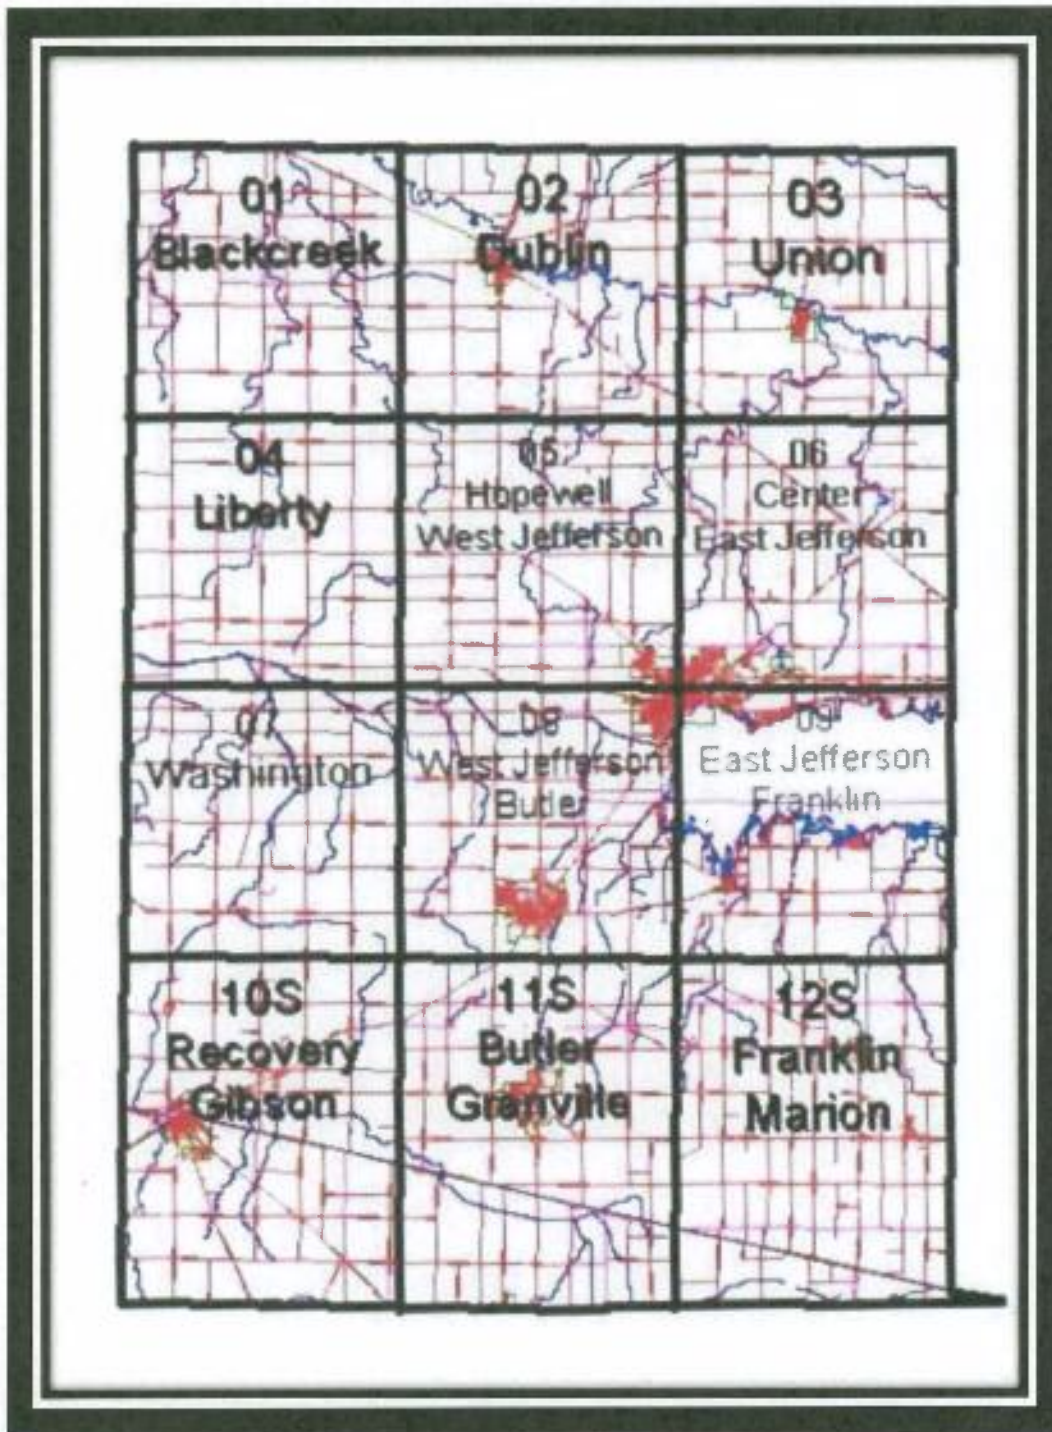 01
Blackcreek
02
Dublin
03
Union
04
Liberty
05
Hopewell
West Jefferson
06
Center
East Jefferson
07
Washington
08
West Jefferson
Butler
09
East Jefferson
Franklin
10S
Recovery
Gibson
11S
Butler
Granville
12S
Franklin
Marion